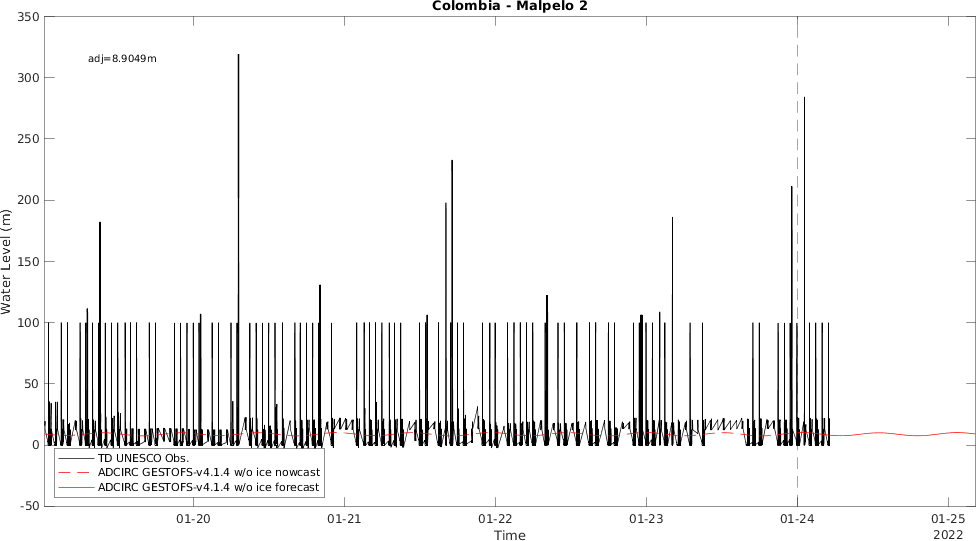 Colombia - Malpelo 2
adj=8.9049m
350
300
250
200
150
100
50
0
-50
Water Level (m)
TD UNESCO Obs.
ADCIRC GESTOFS-v4.1.4 w/o ice nowcast
ADCIRC GESTOFS-v4.1.4 w/o ice forecast
01-20 01-21 01-22 01-23 01-24 01-25
Time
2022